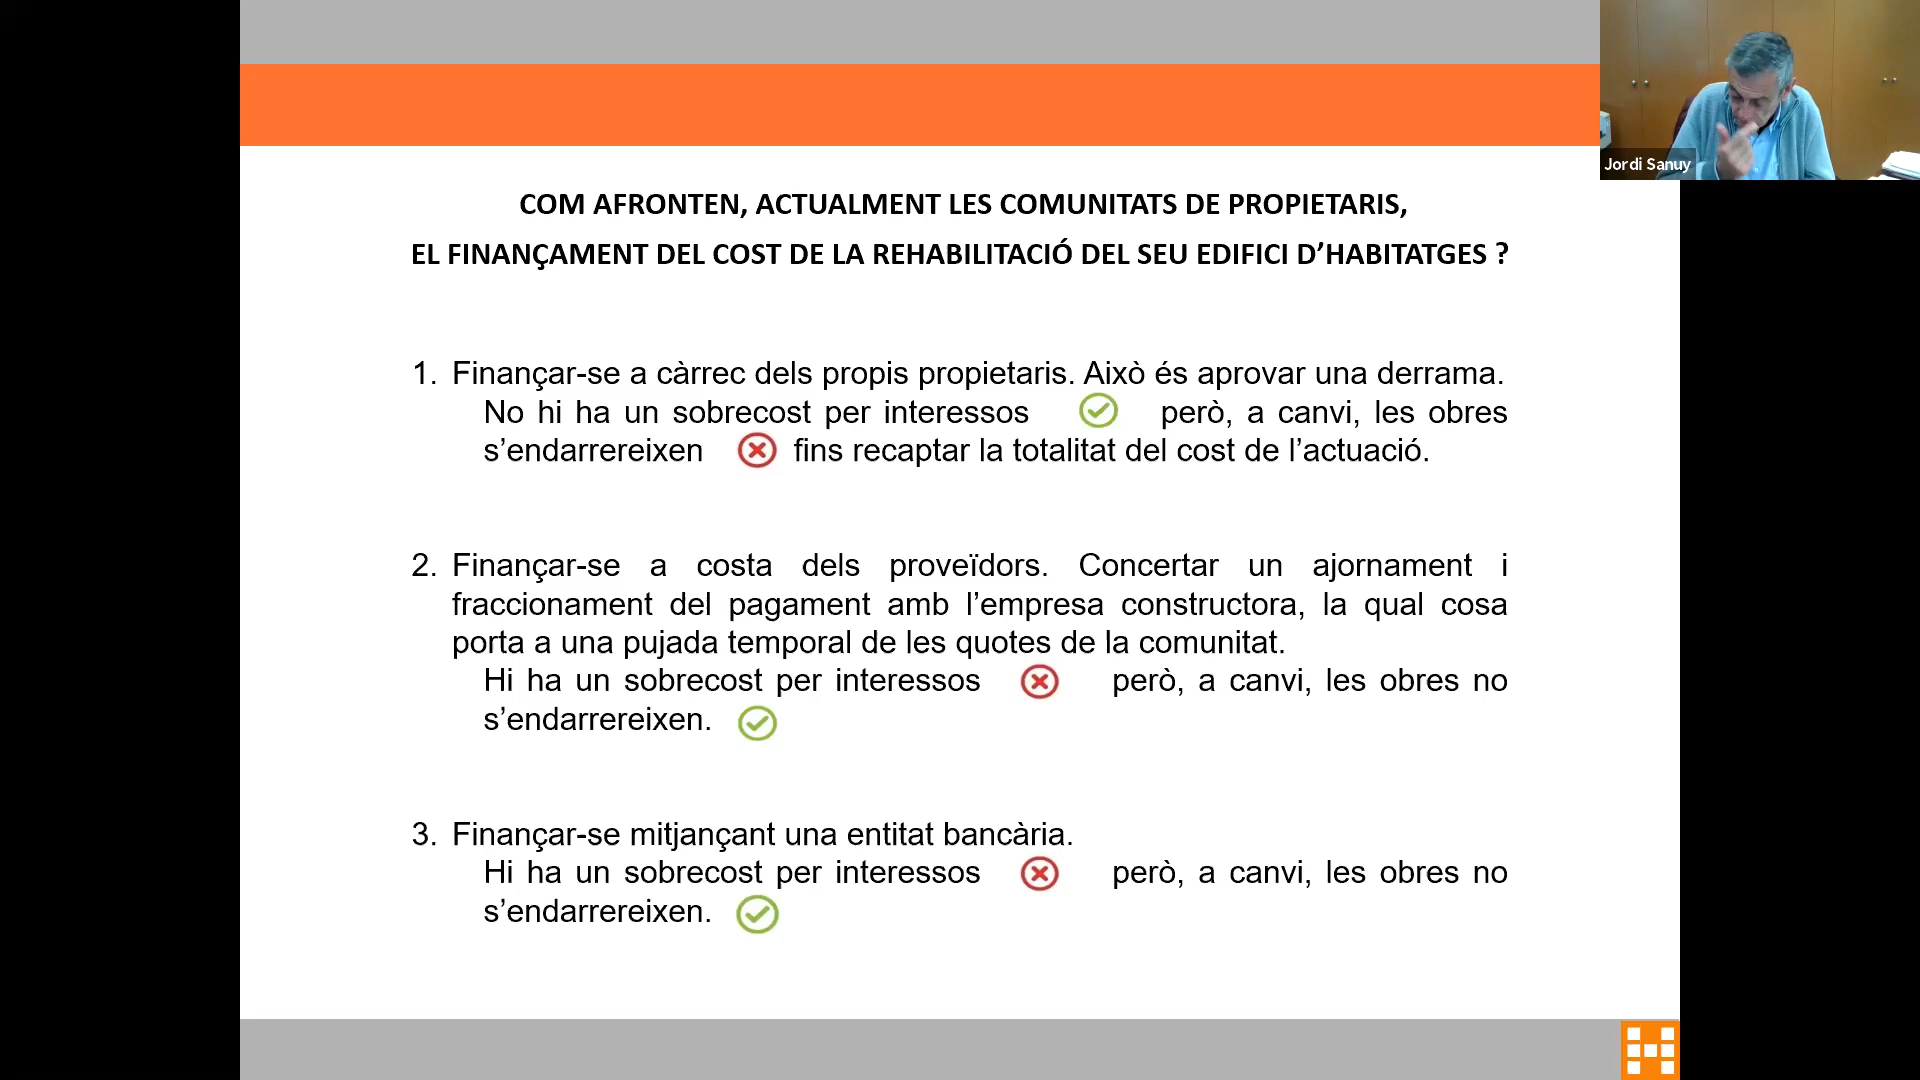 COM AFRONTEN, ACTUALMENT LES COMUNITATS DE PROPIETARIS,
EL FINANÇAMENT DEL COST DE LA REHABILITACIÓ DEL SEU EDIFICI D’HABITATGES ?
1. Finançar-se a càrrec dels propis propietaris. Això és aprovar una derrama.
No hi ha un sobrecost per interessos però, a canvi, les obres
s’endarrereixen fins recaptar la totalitat del cost de l’actuació.
2. Finançar-se a costa dels proveïdors. Concertar un ajornament i
fraccionament del pagament amb l’empresa constructora, la qual cosa
porta a una pujada temporal de les quotes de la comunitat.
Hi ha un sobrecost per interessos però, a canvi, les obres no
s’endarrereixen.
3. Finançar-se mitjançant una entitat bancària.
Hi ha un sobrecost per interessos però, a canvi, les obres no
s’endarrereixen.
Jordi Sanuy